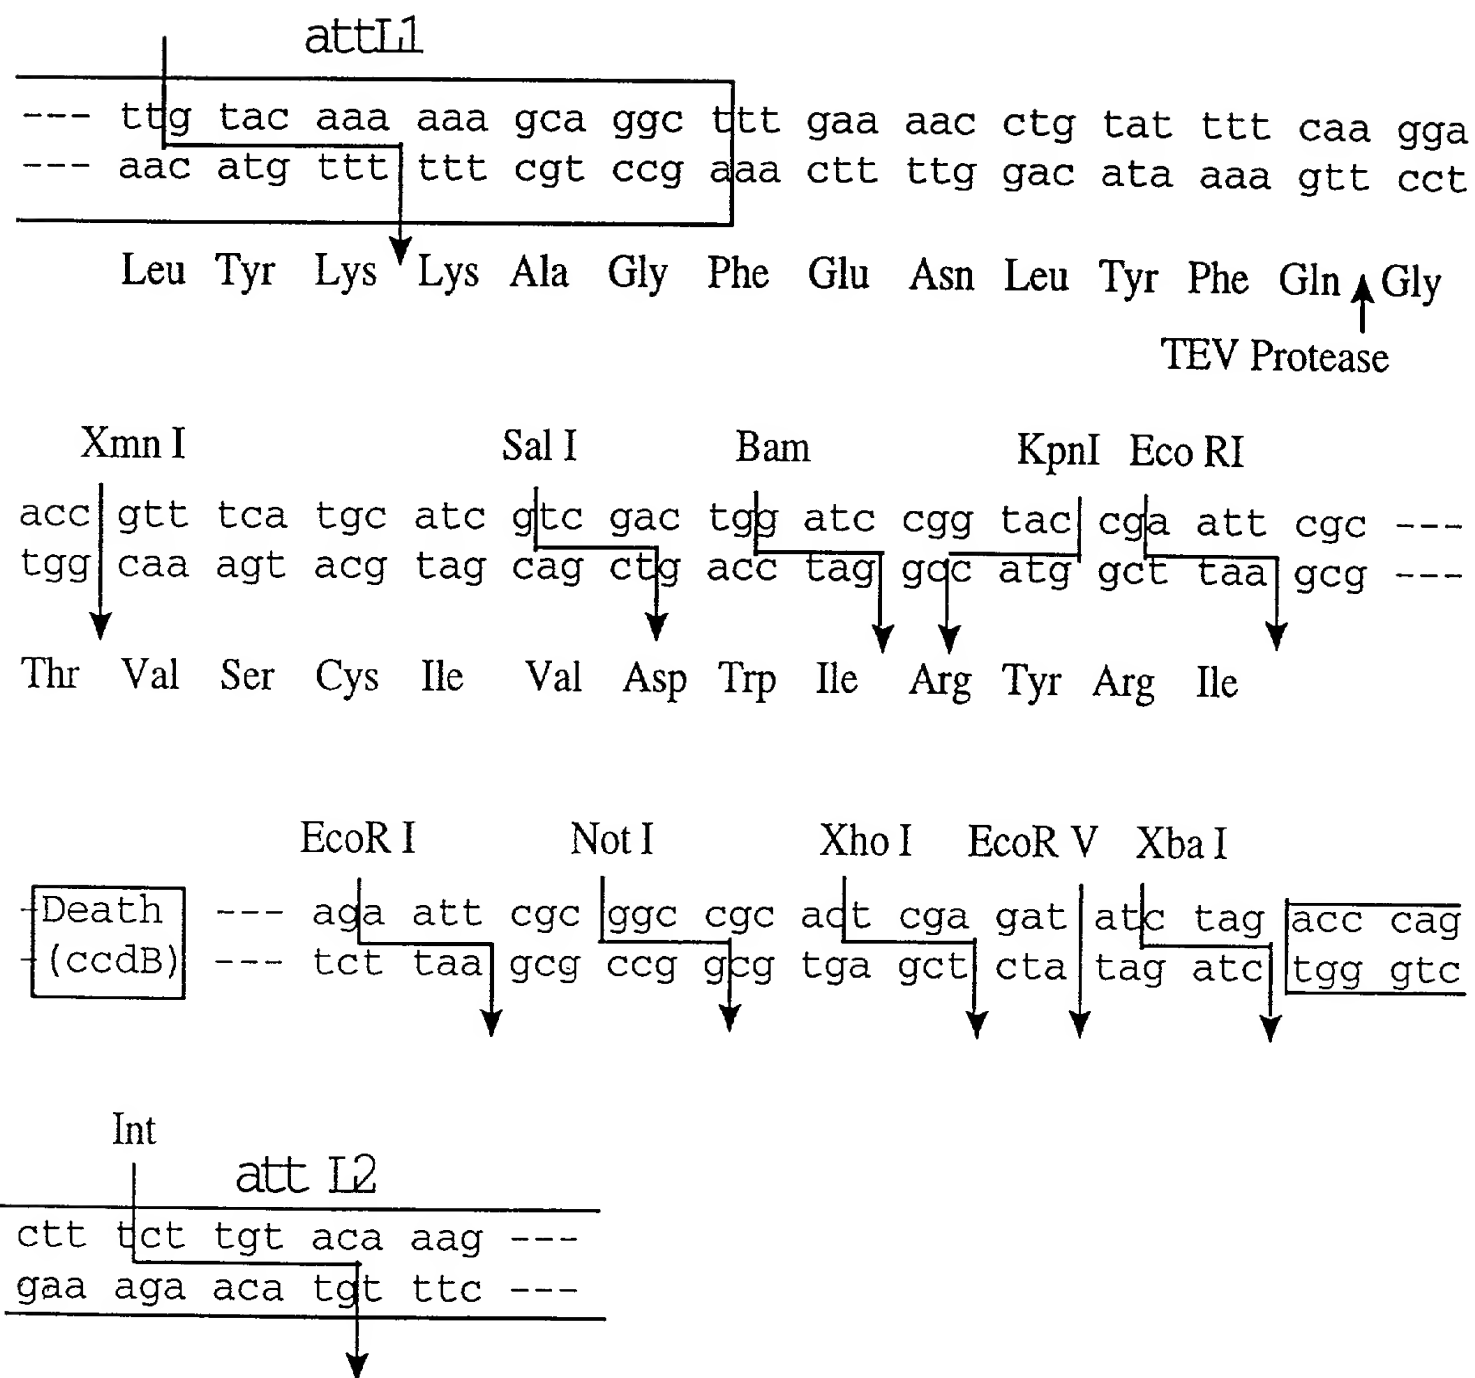 attL1
--- ttg tac aaa aaa gca ggc ttt gaa aac ctg tat ttt caa gga
--- aac atg ttt ttt cgt ccg aaa ctt ttg gac ata aaa gtt cct
Leu Tyr Lys Lys Ala Gly Phe Glu Asn Leu Tyr Phe Gln Gly
TEV Protease
Xmn I Sal I Bam KpnI Eco RI
acc gtt tca tgc atc gtc gac tgg atc cgg tac cga att cgc ---
tgg caa agt acg tag cag ctg acc tag gcc atg gct taa gcg ---
Thr Val Ser Cys Ile Val Asp Trp Ile Arg Tyr Arg Ile
EcoR I Not I Xho I EcoR V Xba I
Death --- aga att cgc ggc cgc act cga gat atc tag acc cag
(ccdB) --- tct taa gcg ccg gcg tga gct cta tag atc tgg gtc
Int
att L2
ctt tct tgt aca aag ---
gaa aga aca tgt ttc ---